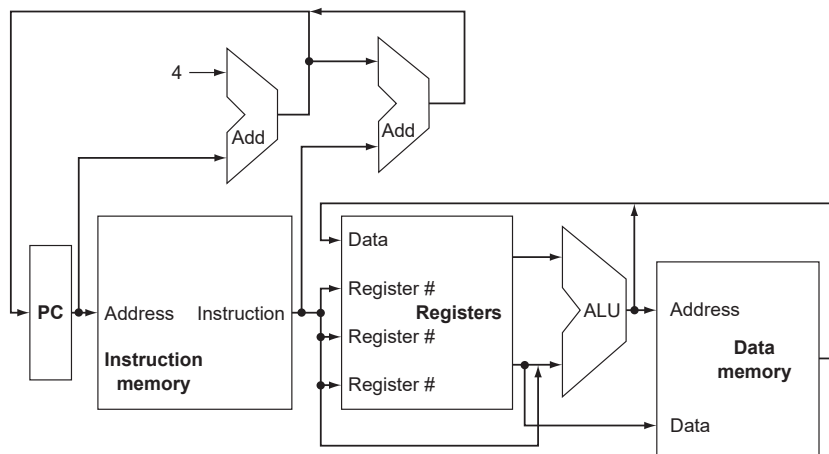 4
Add
Add
PC
Address
Instruction
Instruction
memory
Data
Register #
Registers
Register #
Register #
ALU
Address
Data
memory
Data